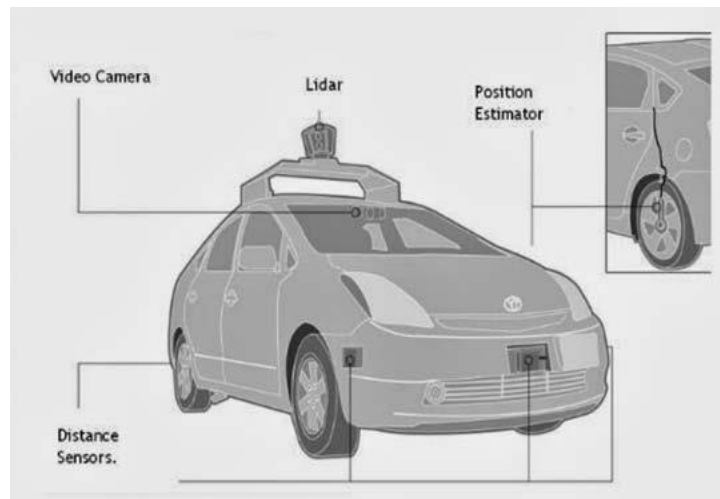 Video Camera
Lidar
Position
Estimator
Distance
Sensors.